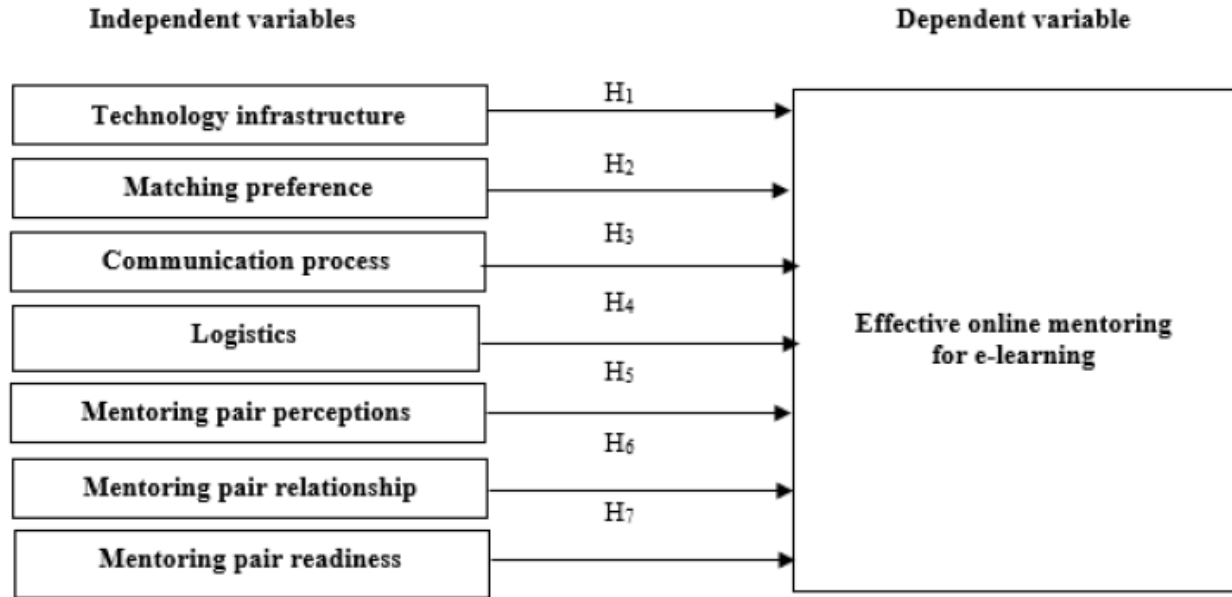 Independent variables
Dependent variable
Technology infrastructure
H₁
Matching preference
H₂
Communication process
H₃
Logistics
H₄
Mentoring pair perceptions
H₅
Mentoring pair relationship
H₆
Mentoring pair readiness
H₇
Effective online mentoring
for e-learning